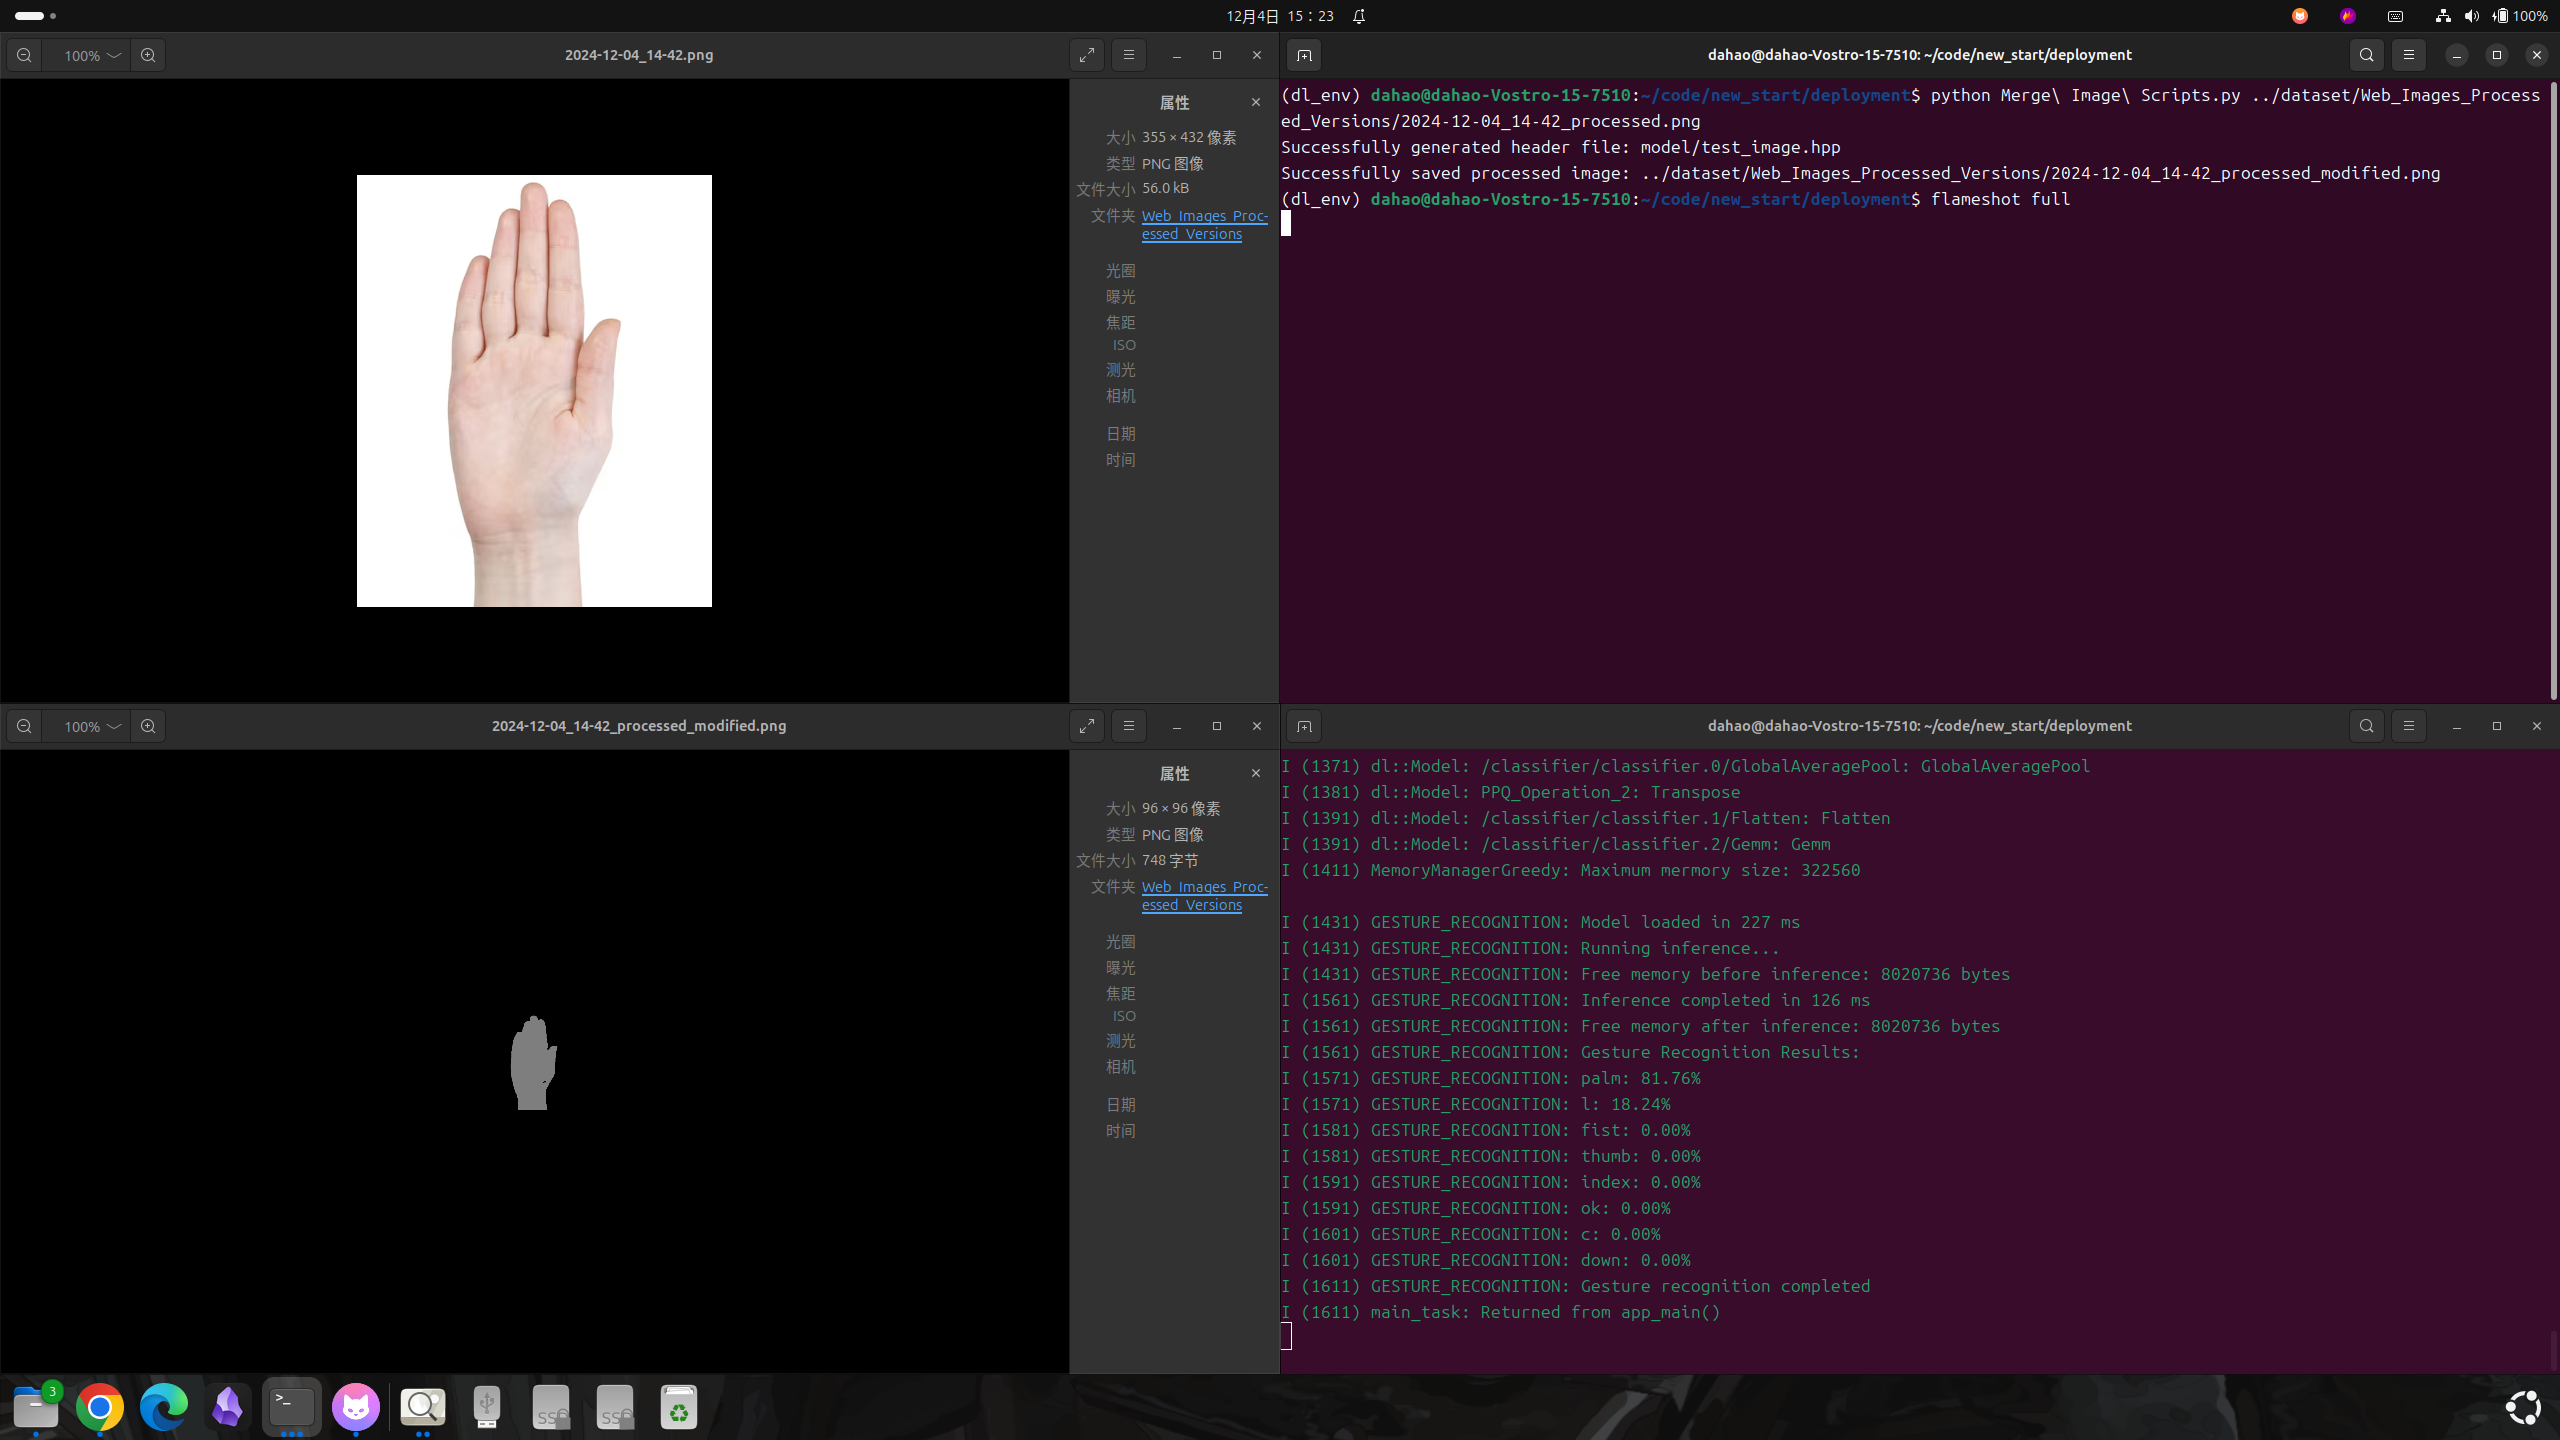 12月4日 15：23
100%
100%
2024-12-04_14-42.png
属性
大小 355 × 432 像素
类型 PNG 图像
文件大小 56.0 kB
文件夹 Web_Images_Proc-
essed_Versions
光圈
曝光
焦距
ISO
测光
相机
日期
时间
dahao@dahao-Vostro-15-7510: ~/code/new_start/deployment
(dl_env) dahao@dahao-Vostro-15-7510:~/code/new_start/deployment$ python Merge\ Image\ Scripts.py ../dataset/Web_Images_Process
ed_Versions/2024-12-04_14-42_processed.png
Successfully generated header file: model/test_image.hpp
Successfully saved processed image: ../dataset/Web_Images_Processed_Versions/2024-12-04_14-42_processed_modified.png
(dl_env) dahao@dahao-Vostro-15-7510:~/code/new_start/deployment$ flameshot full
100%
2024-12-04_14-42_processed_modified.png
属性
大小 96 × 96 像素
类型 PNG 图像
文件大小 748 字节
文件夹 Web_Images_Proc-
essed_Versions
光圈
曝光
焦距
ISO
测光
相机
日期
时间
dahao@dahao-Vostro-15-7510: ~/code/new_start/deployment
I (1371) dl::Model: /classifier/classifier.0/GlobalAveragePool: GlobalAveragePool
I (1381) dl::Model: PPQ_Operation_2: Transpose
I (1391) dl::Model: /classifier/classifier.1/Flatten: Flatten
I (1391) dl::Model: /classifier/classifier.2/Gemm: Gemm
I (1411) MemoryManagerGreedy: Maximum mermory size: 322560
I (1431) GESTURE_RECOGNITION: Model loaded in 227 ms
I (1431) GESTURE_RECOGNITION: Running inference...
I (1431) GESTURE_RECOGNITION: Free memory before inference: 8020736 bytes
I (1561) GESTURE_RECOGNITION: Inference completed in 126 ms
I (1561) GESTURE_RECOGNITION: Free memory after inference: 8020736 bytes
I (1561) GESTURE_RECOGNITION: Gesture Recognition Results:
I (1571) GESTURE_RECOGNITION: palm: 81.76%
I (1571) GESTURE_RECOGNITION: l: 18.24%
I (1581) GESTURE_RECOGNITION: fist: 0.00%
I (1581) GESTURE_RECOGNITION: thumb: 0.00%
I (1591) GESTURE_RECOGNITION: index: 0.00%
I (1591) GESTURE_RECOGNITION: ok: 0.00%
I (1601) GESTURE_RECOGNITION: c: 0.00%
I (1601) GESTURE_RECOGNITION: down: 0.00%
I (1611) GESTURE_RECOGNITION: Gesture recognition completed
I (1611) main_task: Returned from app_main()
3
>_
SS
SS